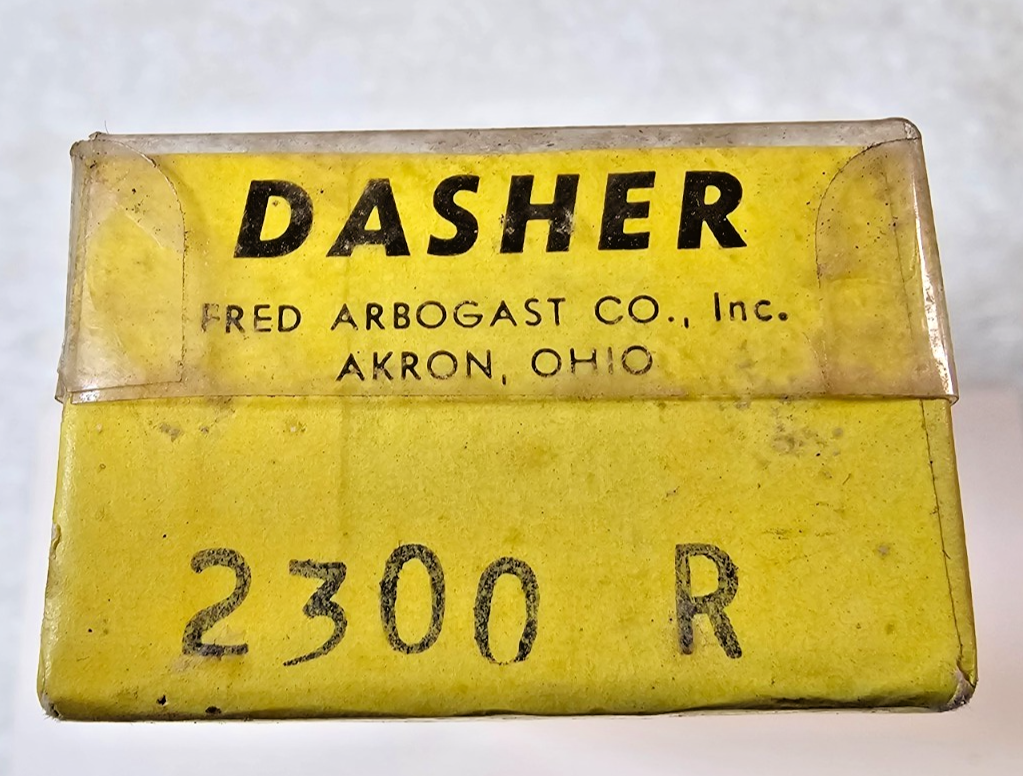 DASHER
FRED ARBOGAST CO., Inc.
AKRON, OHIO
2300 R